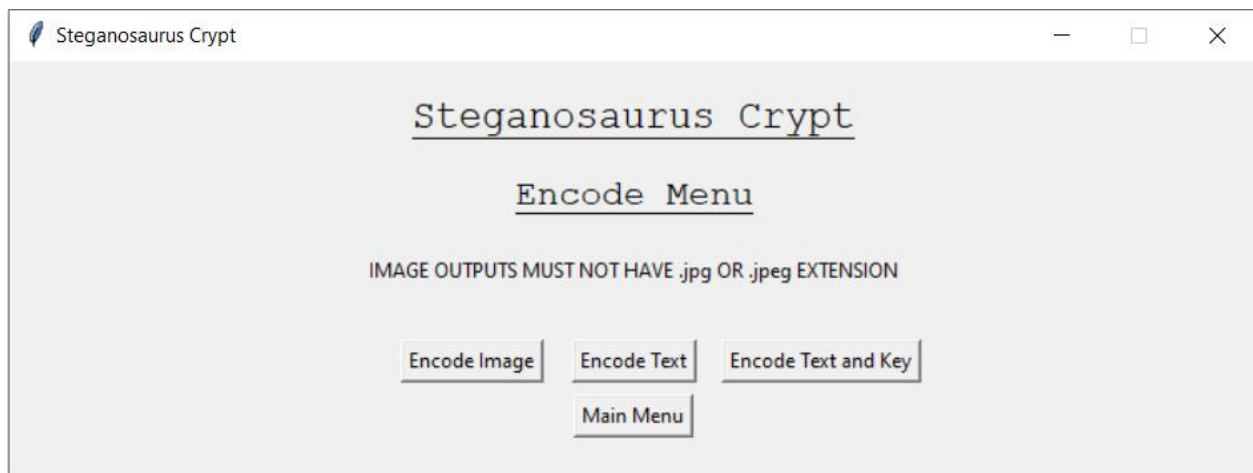 Steganosaurus Crypt
Steganosaurus Crypt
Encode Menu
IMAGE OUTPUTS MUST NOT HAVE .jpg OR .jpeg EXTENSION
Encode Image Encode Text Encode Text and Key
Main Menu